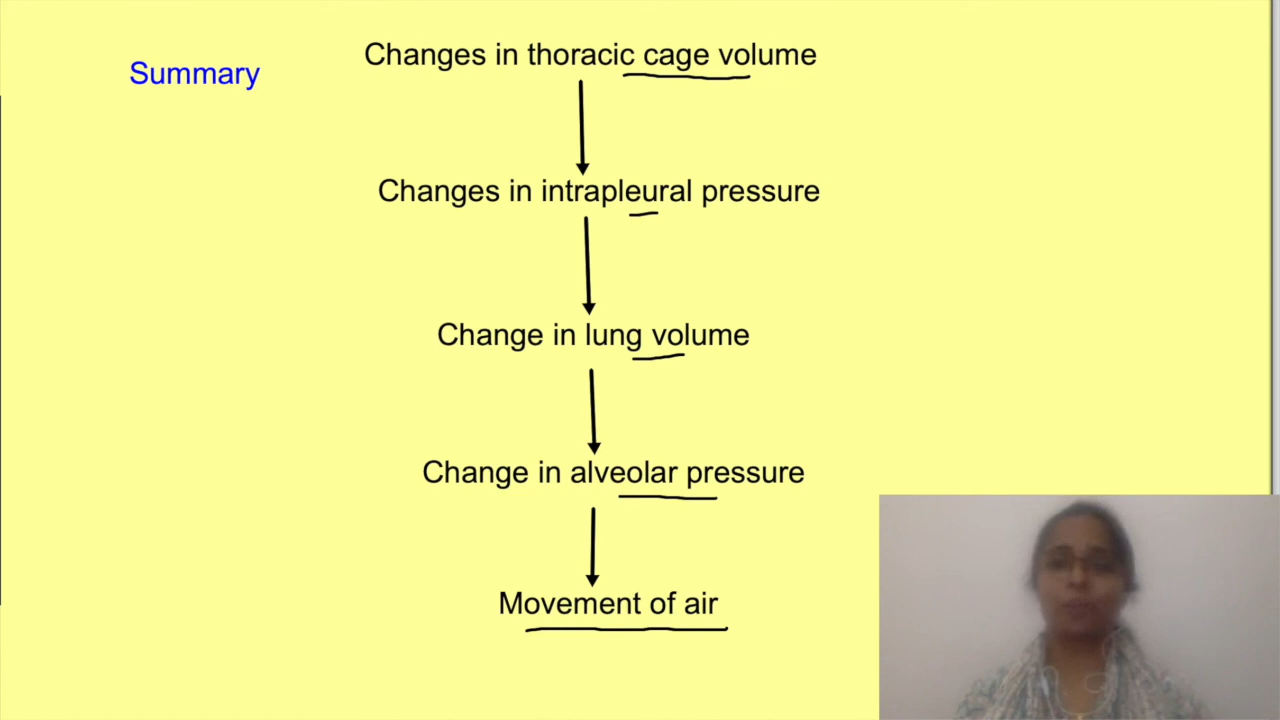 Summary
Changes in thoracic cage volume
Changes in intrapleural pressure
Change in lung volume
Change in alveolar pressure
Movement of air